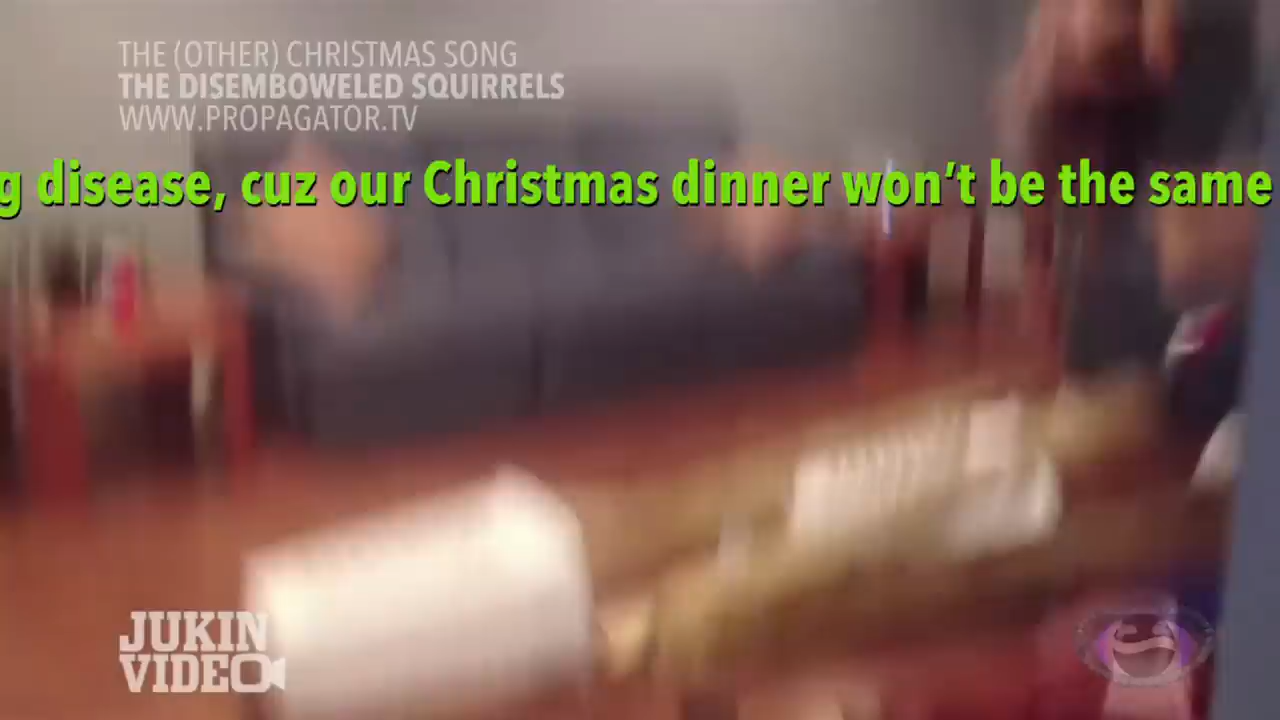 THE (OTHER) CHRISTMAS SONG
THE DISEMBOWELED SQUIRRELS
WWW.PROPAGATOR.TV
g disease, cuz our Christmas dinner won't be the same
JUKIN
VIDEO